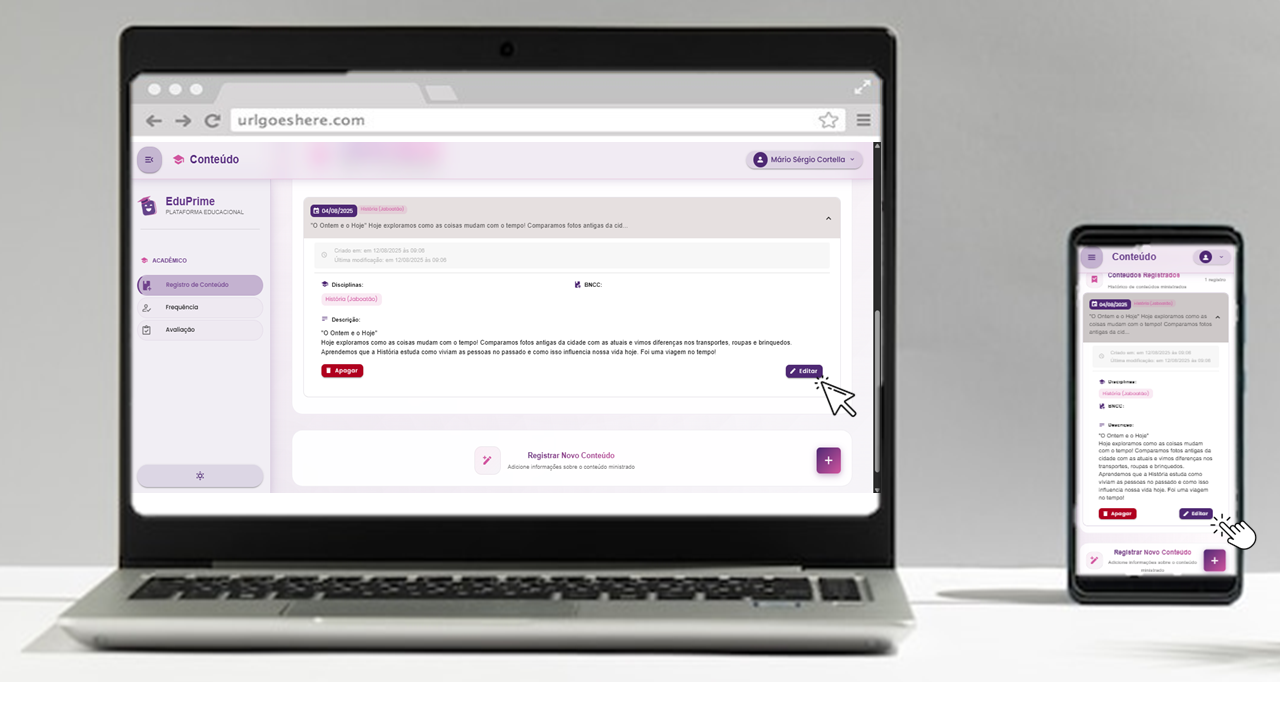 urlgoeshere.com
Conteúdo
Mário Sérgio Cortella
EduPrime
PLATAFORMA EDUCACIONAL
ACADÊMICO
Registro de Conteúdo
Frequência
Avaliação
04/08/2025 História (Jaboatão)
"O Ontem e o Hoje" Hoje exploramos como as coisas mudam com o tempo! Comparamos fotos antigas da cid...
Criado em: em 12/08/2025 às 09:08
Última modificação: em 12/08/2025 às 09:08
Disciplinas:
BNCC:
História (Jaboatão)
Descrição:
"O Ontem e o Hoje"
Hoje exploramos como as coisas mudam com o tempo! Comparamos fotos antigas da cidade com as atuais e vimos diferenças nos transportes, roupas e brinquedos.
Aprendemos que a História estuda como viviam as pessoas no passado e como isso influencia nossa vida hoje. Foi uma viagem no tempo!
Apagar
Editar
Registrar Novo Conteúdo
Adicione informações sobre o conteúdo ministrado
Conteúdo
Conteúdos Registrados
Histórico de conteúdos ministrados
1 registro
04/08/2025 História (Jaboatão)
"O Ontem e o Hoje" Hoje exploramos como as
coisas mudam com o tempo! Comparamos fotos
antigas da cid...
Criado em: em 12/08/2025 às 09:08
Última modificação: em 12/08/2025 às 09:08
Disciplinas:
História (Jaboatão)
BNCC:
Descrição:
"O Ontem e o Hoje"
Hoje exploramos como as coisas mudam
com o tempo! Comparamos fotos antigas da
cidade com as atuais e vimos diferenças nos
transportes, roupas e brinquedos.
Aprendemos que a História estuda como
viviam as pessoas no passado e como isso
influencia nossa vida hoje. Foi uma viagem
no tempo!
Apagar
Editar
Registrar Novo Conteúdo
Adicione informações sobre o conteúdo
ministrado